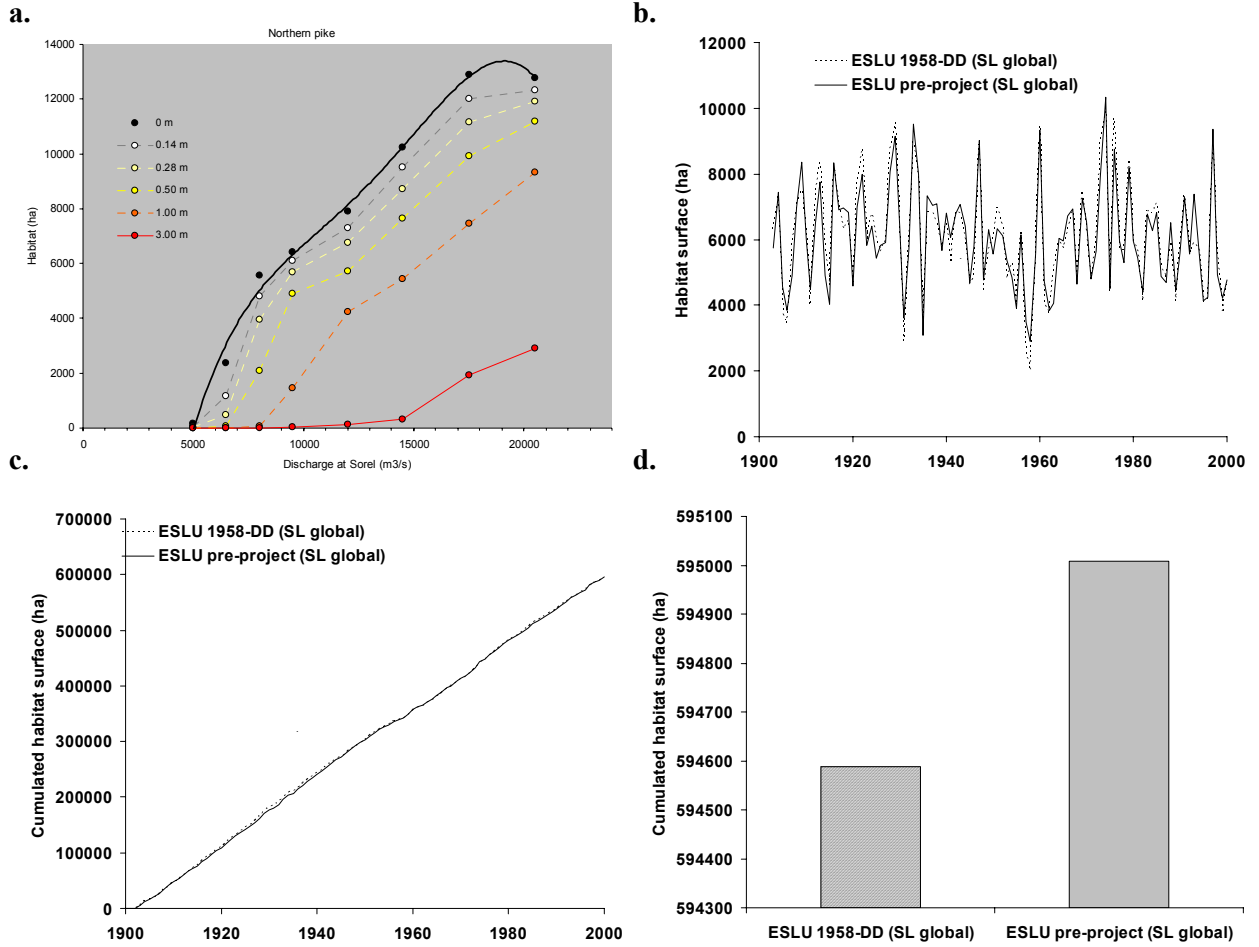 a.
Northern pike
14000
12000
10000
8000
6000
4000
2000
0
Habitat (ha)
0 m
0.14 m
0.28 m
0.50 m
1.00 m
3.00 m
0 5000 10000 15000 20000
Discharge at Sorel (m3/s)
b.
12000
10000
8000
6000
4000
2000
0
Habitat surface (ha)
ESLU 1958-DD (SL global)
ESLU pre-project (SL global)
1900 1920 1940 1960 1980 2000
c.
700000
600000
500000
400000
300000
200000
100000
0
Cumulated habitat surface (ha)
ESLU 1958-DD (SL global)
ESLU pre-project (SL global)
1900 1920 1940 1960 1980 2000
d.
595100
595000
594900
594800
594700
594600
594500
594400
594300
Cumulated habitat surface (ha)
ESLU 1958-DD (SL global) ESLU pre-project (SL global)